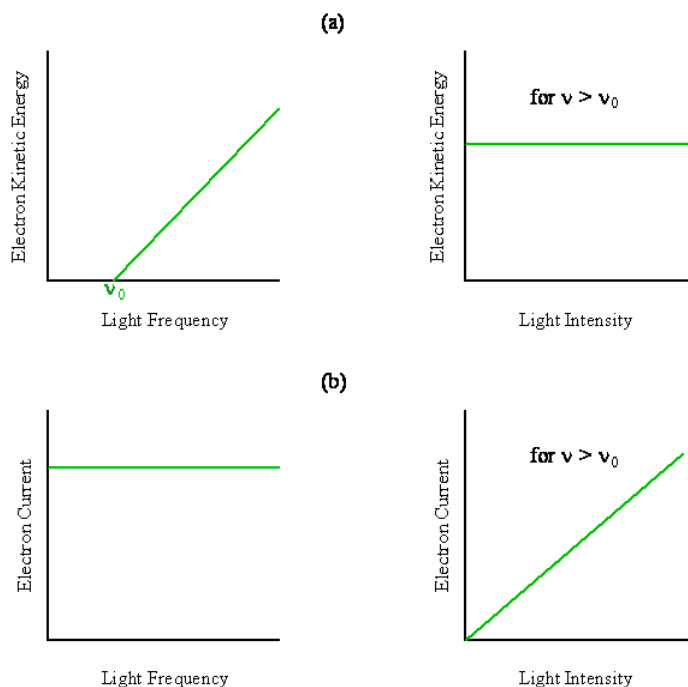 (a)
Electron Kinetic Energy
ν₀
Light Frequency
Electron Kinetic Energy
for ν > ν₀
Light Intensity
(b)
Electron Current
Light Frequency
Electron Current
for ν > ν₀
Light Intensity